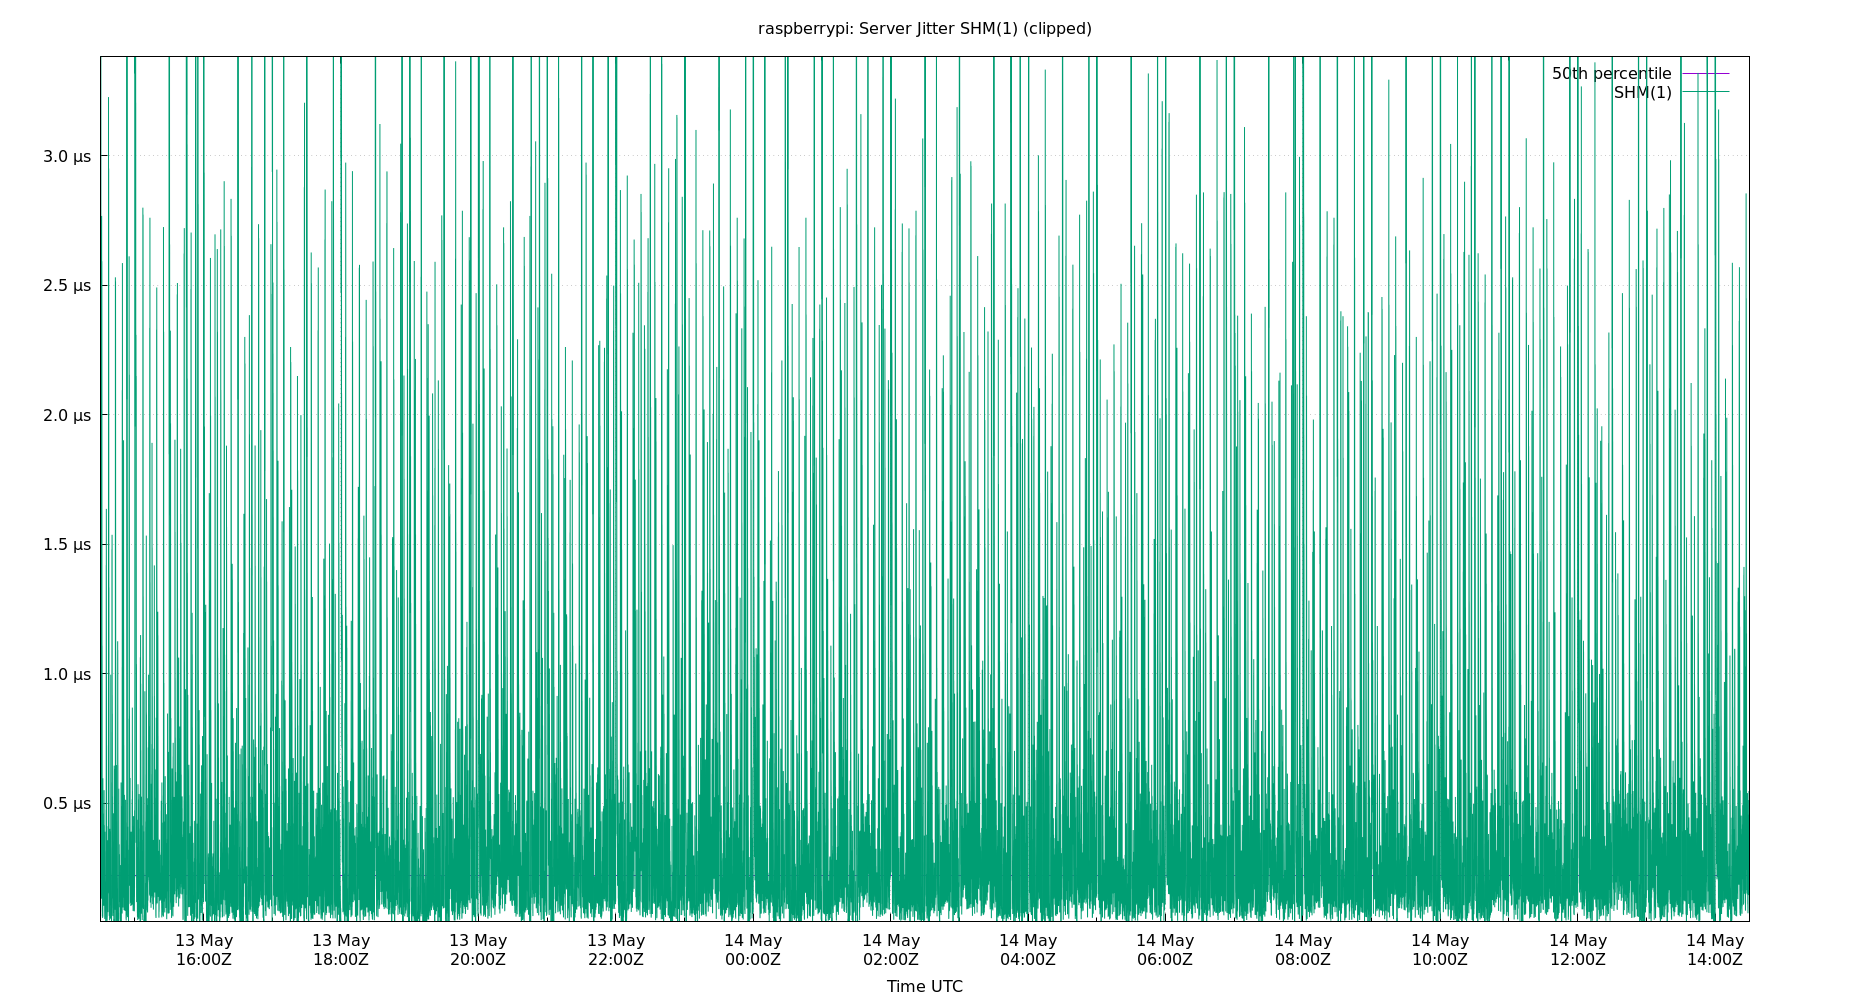 raspberrypi: Server Jitter SHM(1) (clipped)
50th percentile
SHM(1)
3.0 µs
2.5 µs
2.0 µs
1.5 µs
1.0 µs
0.5 µs
13 May 13 May 13 May 13 May 14 May 14 May 14 May 14 May 14 May 14 May 14 May 14 May
16:00Z 18:00Z 20:00Z 22:00Z 00:00Z 02:00Z 04:00Z 06:00Z 08:00Z 10:00Z 12:00Z 14:00Z
Time UTC